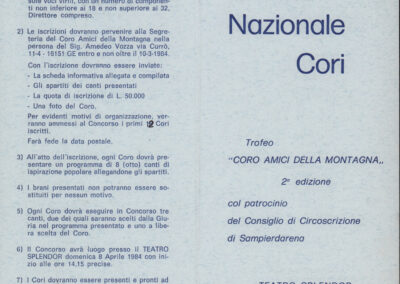 sole voci virili, con un numero di componen-
ti non inferiore ai 18 e non superiore ai 32,
Direttore compreso.
2) Le iscrizioni dovranno pervenire alla Segre-
teria del Coro Amici della Montagna nella
persona del Sig. Amedeo Vozza via Currò,
11-4 - 16151 GE entro e non oltre il 10-3-1984.
Con l'iscrizione dovranno essere inviate:
- La scheda informativa allegata e compilata
- Gli spartiti dei canti presentati
- La quota di iscrizione di L. 50.000
- Una foto del Coro.
Per evidenti motivi di organizzazione, ver-
ranno ammessi al Concorso i primi 12 Cori
iscritti.
Farà fede la data postale.
3) All'atto dell'iscrizione, ogni Coro dovrà pre-
sentare un programma di 8 (otto) canti di
ispirazione popolare allegandone gli spartiti.
4) I brani presentati non potranno essere so-
stituiti per nessun motivo.
5) Ogni Coro dovrà eseguire in Concorso tre
canti, due dei quali saranno scelti dalla Giu-
ria nel programma presentato e uno a libe-
ra scelta del Coro.
6) Il Concorso avrà luogo presso il TEATRO
SPLENDOR domenica 8 Aprile 1984 con ini-
zio alle ore 14,15 precise.
7) I Cori dovranno essere presenti e pronti ad
Nazionale
Cori
Trofeo
"CORO AMICI DELLA MONTAGNA"
2ª edizione
col patrocinio
del Consiglio di Circoscrizione
di Sampierdarena
TEATRO SPLENDOR